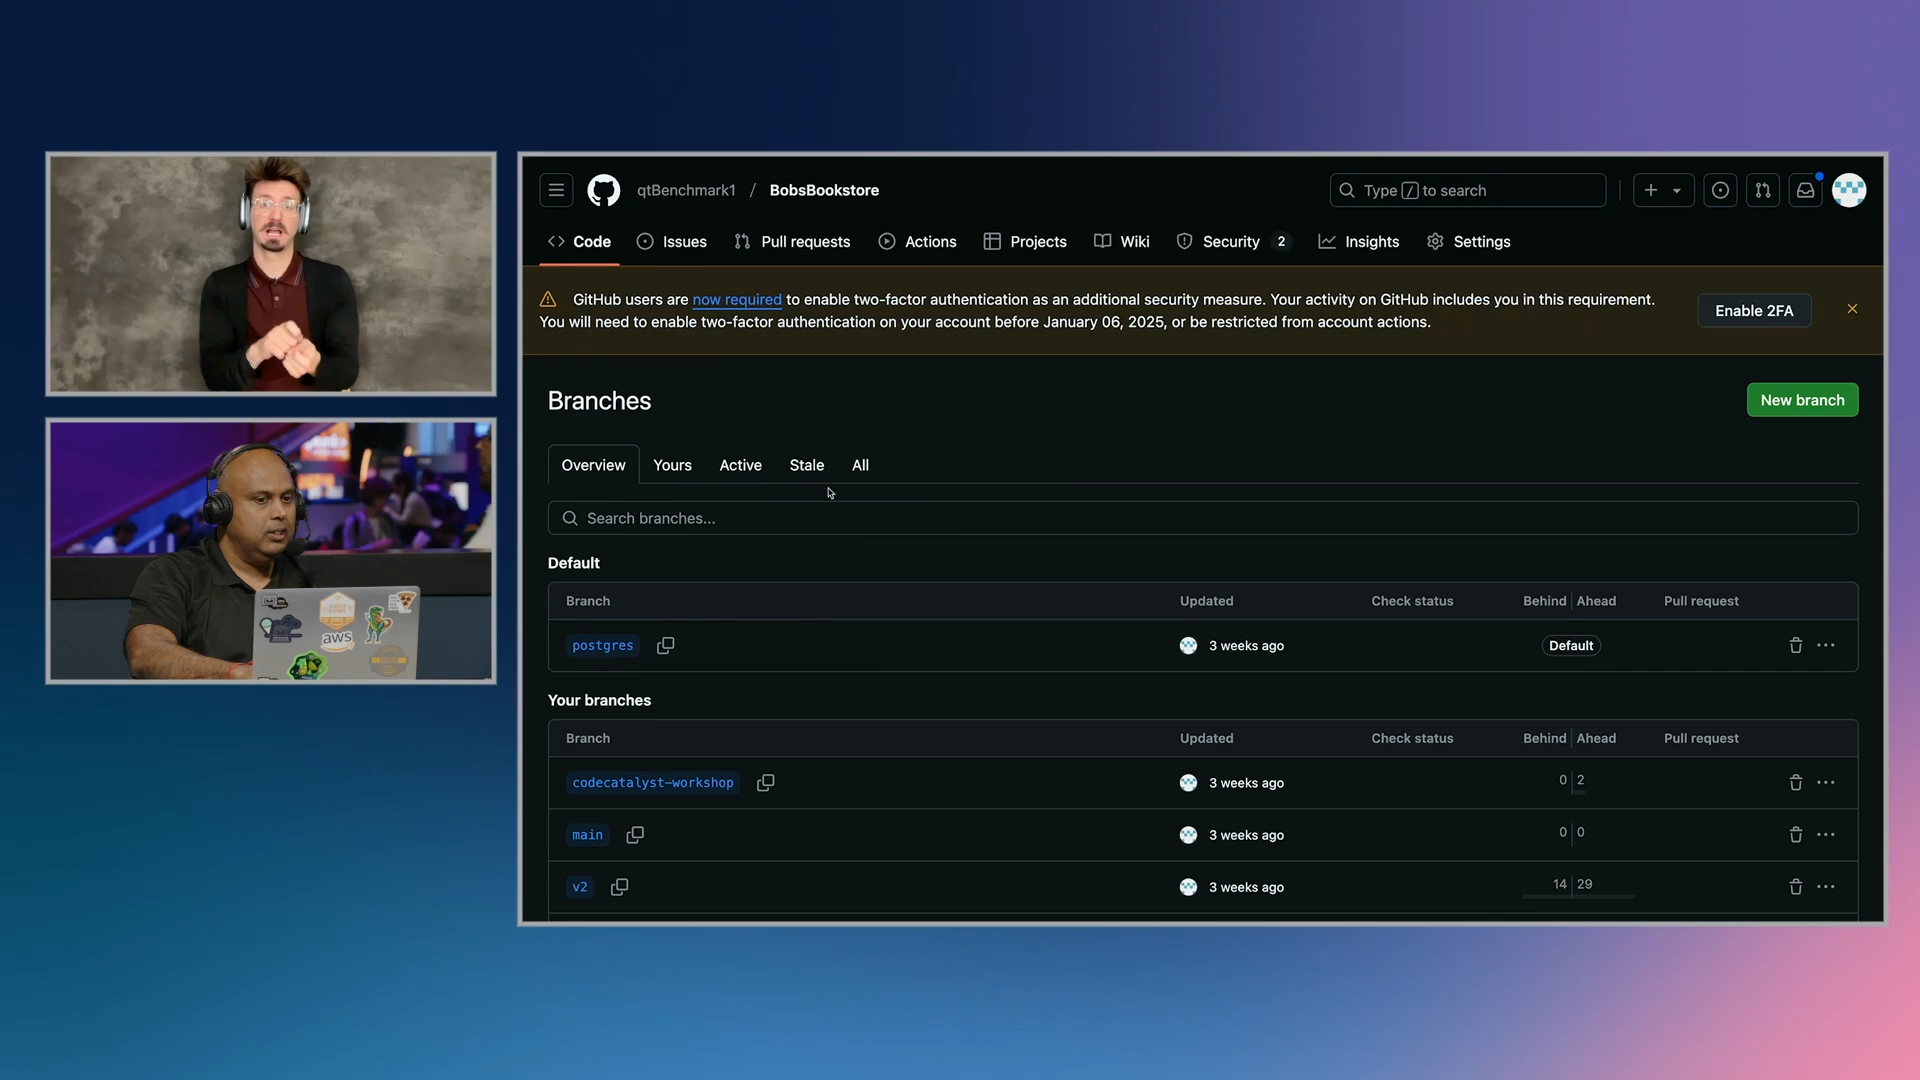 qtBenchmark1 / BobsBookstore
Type / to search
Code
Issues
Pull requests
Actions
Projects
Wiki
Security 2
Insights
Settings
GitHub users are now required to enable two-factor authentication as an additional security measure. Your activity on GitHub includes you in this requirement.
You will need to enable two-factor authentication on your account before January 06, 2025, or be restricted from account actions.
Enable 2FA
Branches
New branch
Overview
Yours
Active
Stale
All
Search branches...
Default
Branch Updated Check status Behind Ahead Pull request
postgres 3 weeks ago Default
Your branches
Branch Updated Check status Behind Ahead Pull request
codecatalyst-workshop 3 weeks ago 0 2
main 3 weeks ago 0 0
v2 3 weeks ago 14 29
aws